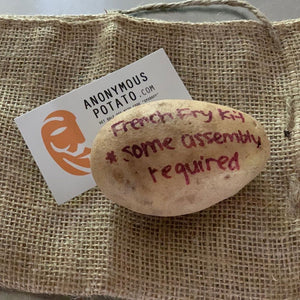 ANONYMOUS
POTATO.COM
French Fry Kit
* some assembly
required